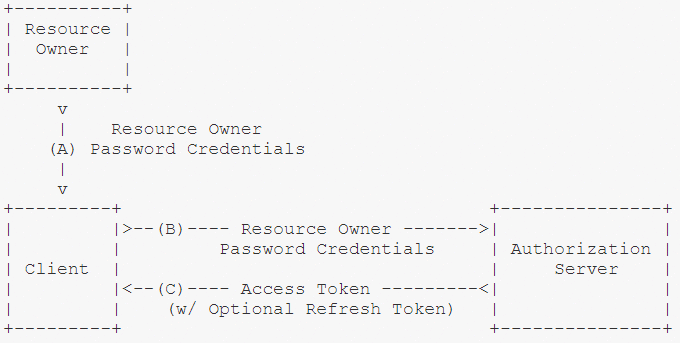 +----------+
| Resource |
|  Owner   |
|          |
+----------+
     v
     |    Resource Owner
    (A) Password Credentials
     |
     v
+---------+                                  +---------------+
|         |>--(B)---- Resource Owner ------->|               |
|         |         Password Credentials     | Authorization |
| Client  |                                  |     Server    |
|         |<--(C)---- Access Token ---------<|               |
|         |    (w/ Optional Refresh Token)   |               |
+---------+                                  +---------------+